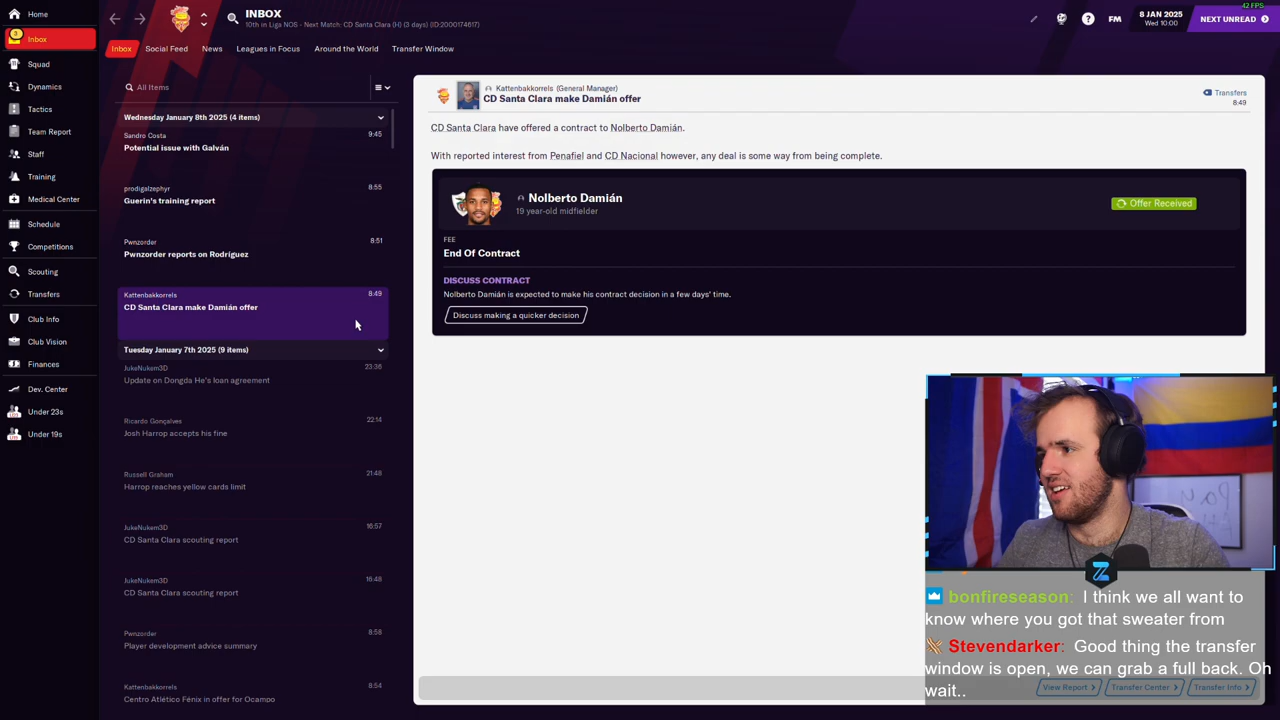 42 FPS
Home
INBOX
10th in Liga NOS - Next Match: CD Santa Clara (H) (3 days) (ID:2000174617)
FM
8 JAN 2025
Wed 10:00
NEXT UNREAD
3
Inbox
Squad
Dynamics
Tactics
Team Report
Staff
Training
Medical Center
Schedule
Competitions
Scouting
Transfers
Club Info
Club Vision
Finances
Dev. Center
Under 23s
Under 19s
Inbox
Social Feed
News
Leagues in Focus
Around the World
Transfer Window
All Items
Wednesday January 8th 2025 (4 items)
Sandro Costa 9:45
Potential issue with Galván
prodigalzephyr 8:55
Guerin's training report
Pwnzorder 8:51
Pwnzorder reports on Rodríguez
Kattenbakkorrels 8:49
CD Santa Clara make Damián offer
Tuesday January 7th 2025 (9 items)
JukeNukem3D 23:36
Update on Dongda He's loan agreement
Ricardo Gonçalves 22:14
Josh Harrop accepts his fine
Russell Graham 21:48
Harrop reaches yellow cards limit
JukeNukem3D 16:57
CD Santa Clara scouting report
JukeNukem3D 16:48
CD Santa Clara scouting report
Pwnzorder 8:58
Player development advice summary
Kattenbakkorrels 8:54
Centro Atlético Fénix in offer for Ocampo
Kattenbakkorrels (General Manager)
CD Santa Clara make Damián offer
Transfers
8:49
CD Santa Clara have offered a contract to Nolberto Damián.
With reported interest from Penafiel and CD Nacional however, any deal is some way from being complete.
Nolberto Damián
19 year-old midfielder
Offer Received
FEE
End Of Contract
DISCUSS CONTRACT
Nolberto Damián is expected to make his contract decision in a few days' time.
Discuss making a quicker decision
bonfireseason: I think we all want to
know where you got that sweater from
Stevendarker: Good thing the transfer
window is open, we can grab a full back. Oh
wait..
View Report
Transfer Center
Transfer Info